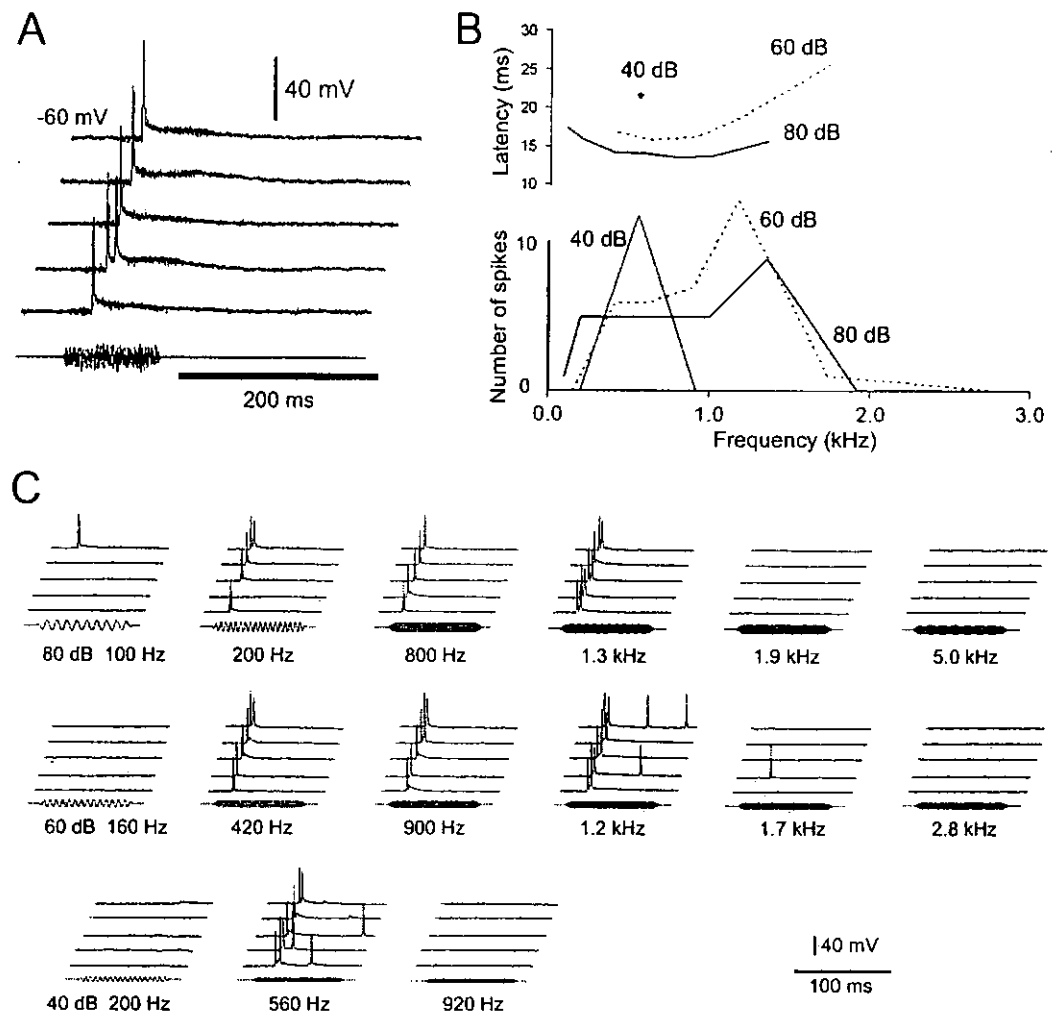 A
40 mV
-60 mV
200 ms
B
Latency (ms)
30
25
20
15
10
40 dB
60 dB
80 dB
Number of spikes
10
0
40 dB
60 dB
80 dB
0.0
1.0
2.0
3.0
Frequency (kHz)
C
80 dB 100 Hz
200 Hz
800 Hz
1.3 kHz
1.9 kHz
5.0 kHz
60 dB 160 Hz
420 Hz
900 Hz
1.2 kHz
1.7 kHz
2.8 kHz
40 dB 200 Hz
560 Hz
920 Hz
40 mV
100 ms